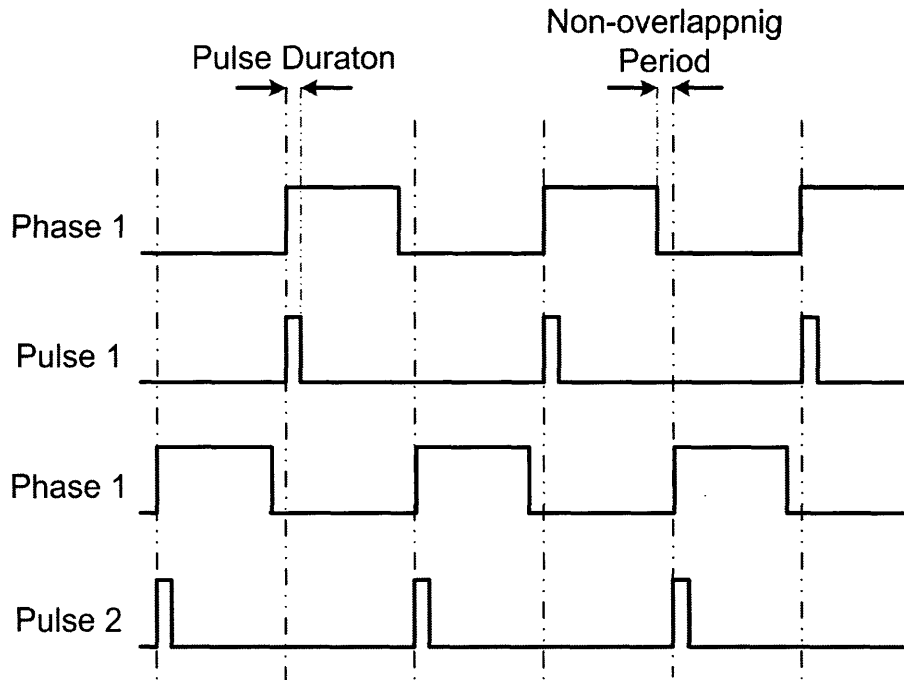 Non-overlappnig
Period
Pulse Duraton
Phase 1
Pulse 1
Phase 1
Pulse 2